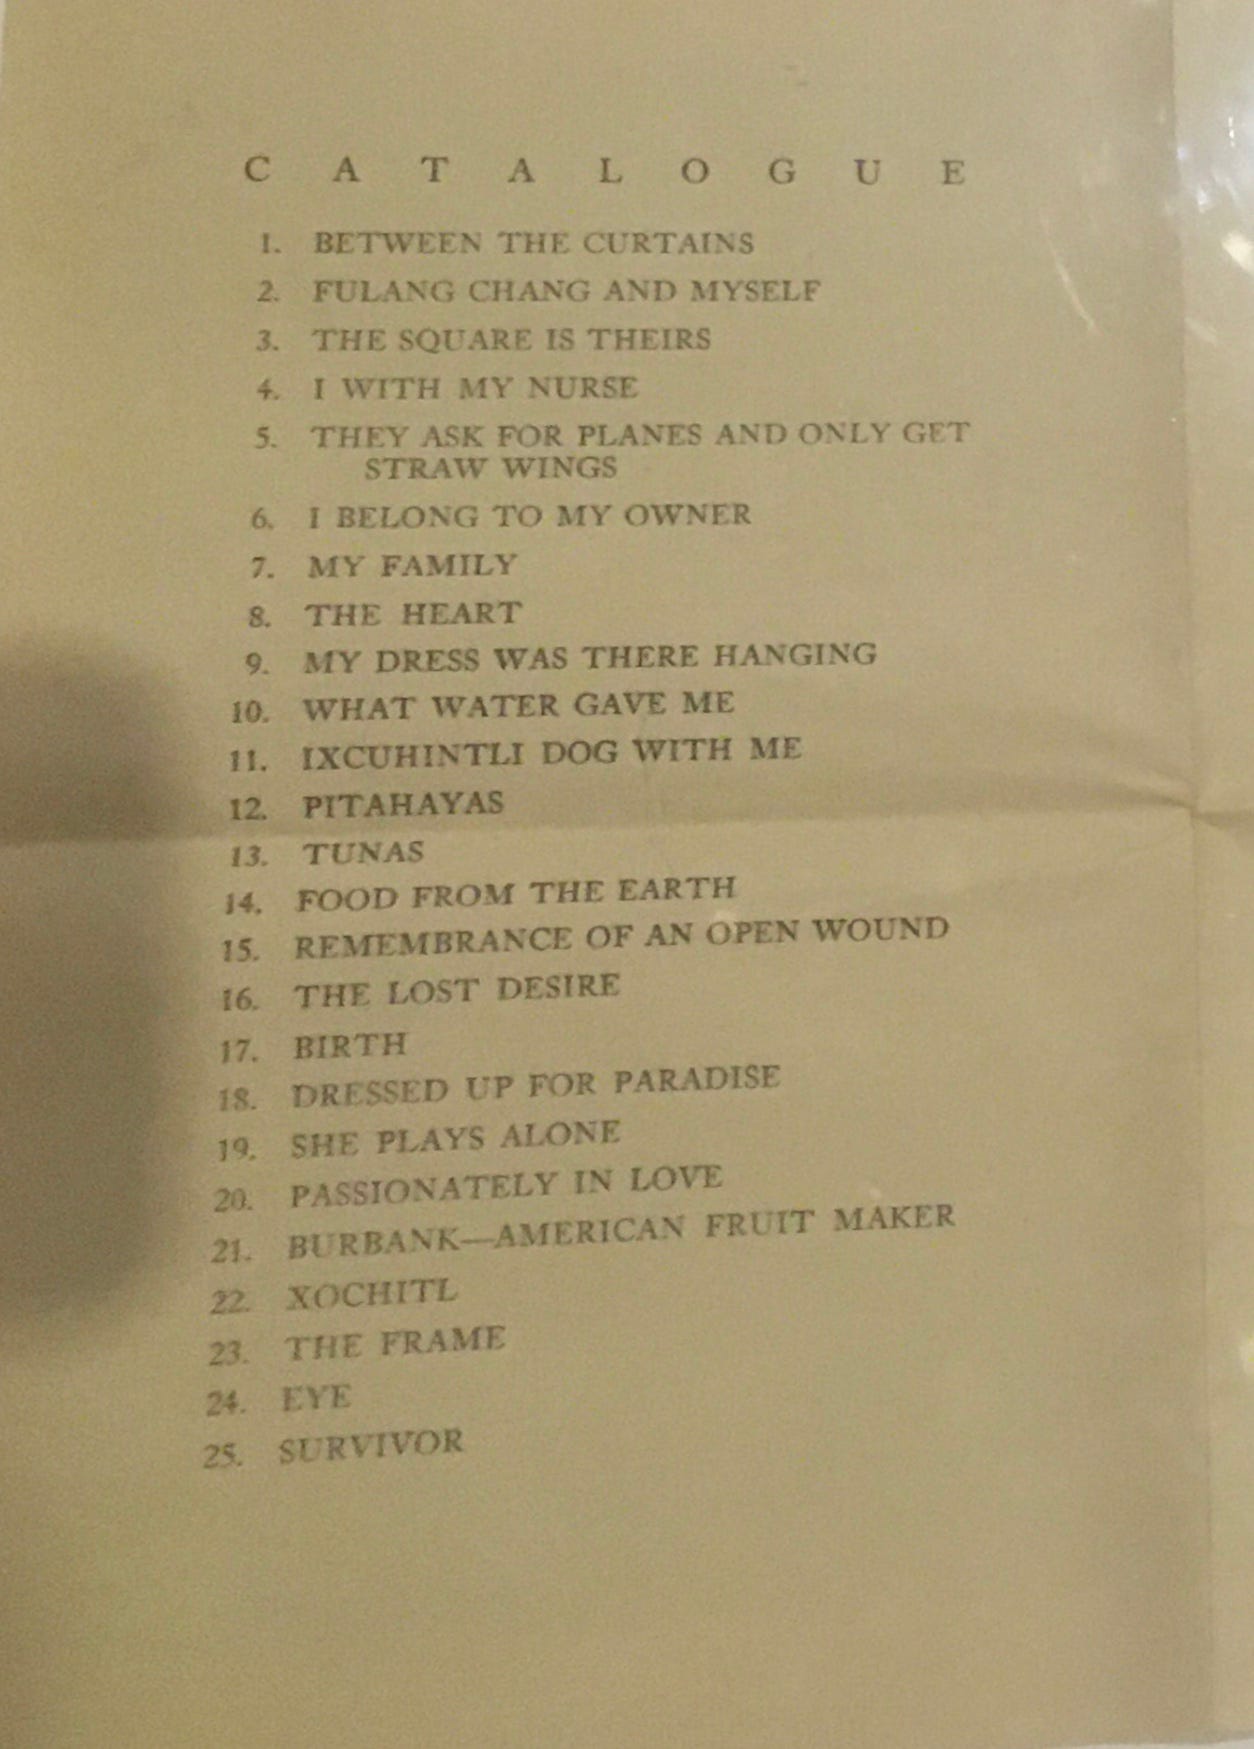 CATALOGUE
1. BETWEEN THE CURTAINS
2. FULANG CHANG AND MYSELF
3. THE SQUARE IS THEIRS
4. I WITH MY NURSE
5. THEY ASK FOR PLANES AND ONLY GET
STRAW WINGS
6. I BELONG TO MY OWNER
7. MY FAMILY
8. THE HEART
9. MY DRESS WAS THERE HANGING
10. WHAT WATER GAVE ME
11. IXCUHINTLI DOG WITH ME
12. PITAHAYAS
13. TUNAS
14. FOOD FROM THE EARTH
15. REMEMBRANCE OF AN OPEN WOUND
16. THE LOST DESIRE
17. BIRTH
18. DRESSED UP FOR PARADISE
19. SHE PLAYS ALONE
20. PASSIONATELY IN LOVE
21. BURBANK—AMERICAN FRUIT MAKER
22. XOCHITL
23. THE FRAME
24. EYE
25. SURVIVOR